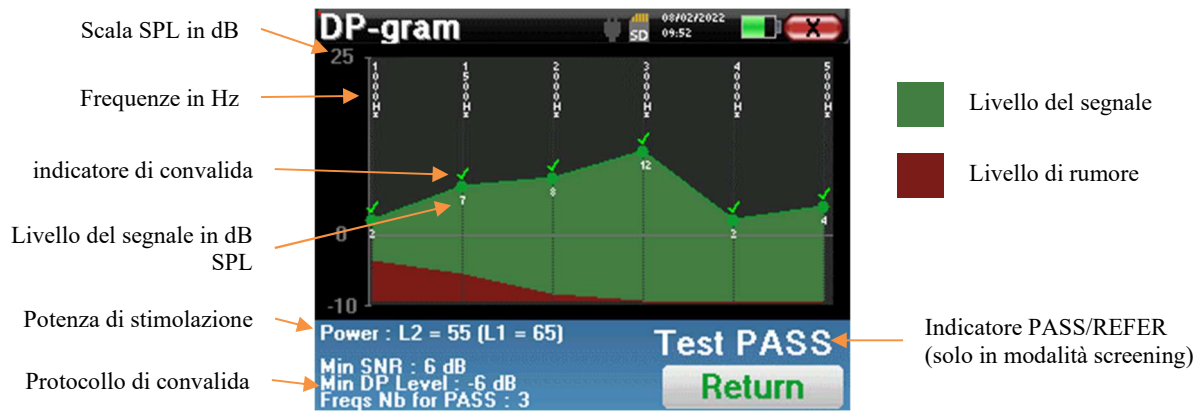 Scala SPL in dB
Frequenze in Hz
indicatore di convalida
Livello del segnale in dB
SPL
Potenza di stimolazione
Protocollo di convalida
DP-gram
SD
08/02/2022
09:52
X
25
0
-10
1000Hz
1500Hz
2000Hz
3000Hz
4000Hz
5000Hz
2
7
8
12
2
4
Power : L2 = 55 (L1 = 65)
Min SNR : 6 dB
Min DP Level : -6 dB
Freqs Nb for PASS : 3
Test PASS
Return
Livello del segnale
Livello di rumore
Indicatore PASS/REFER
(solo in modalità screening)